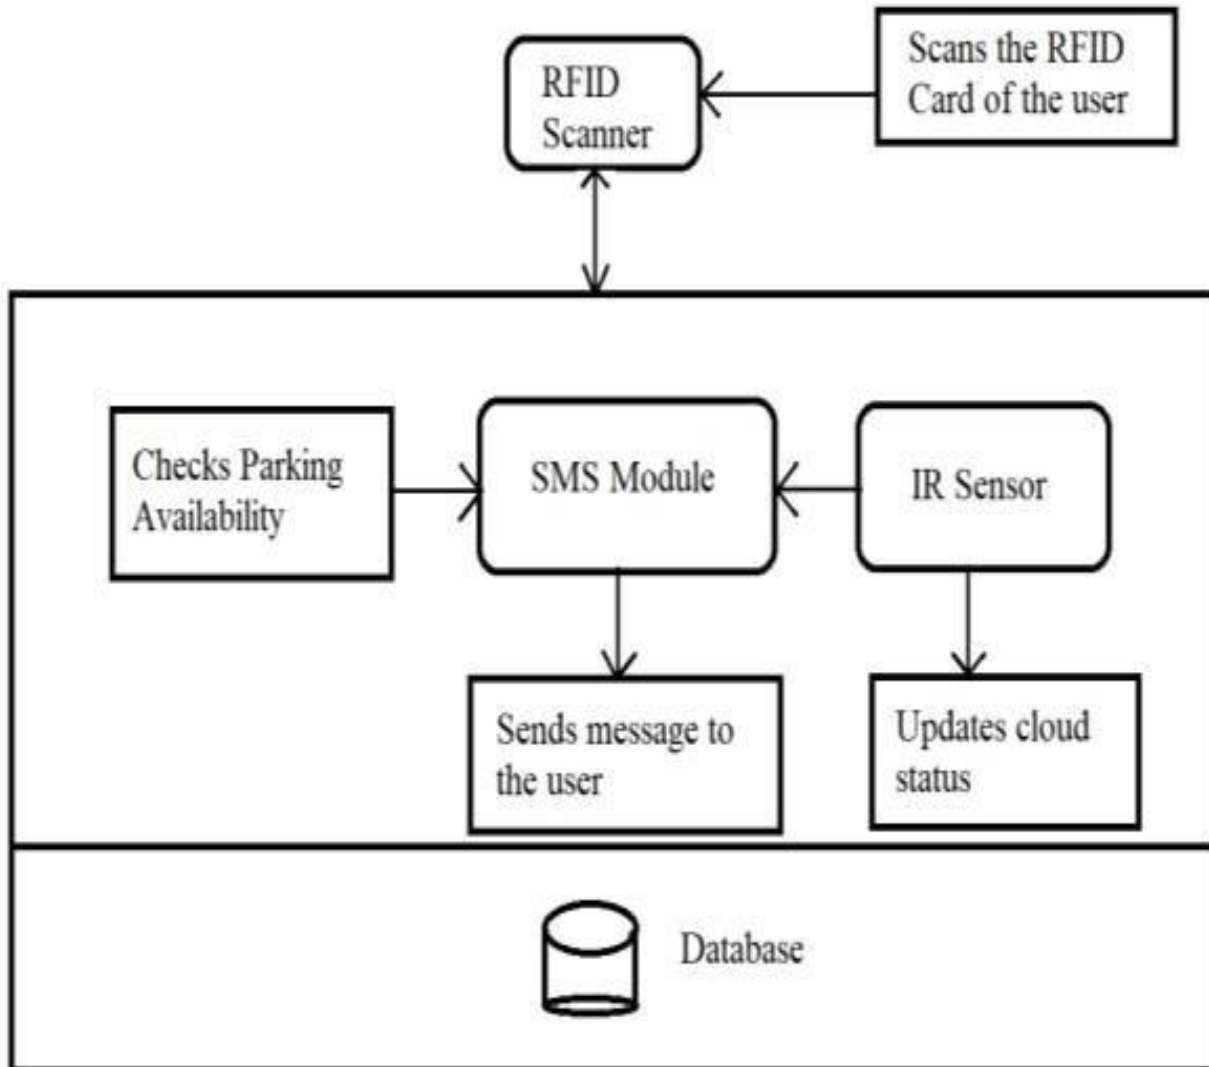 Scans the RFID
Card of the user
RFID
Scanner
Checks Parking
Availability
SMS Module
IR Sensor
Sends message to
the user
Updates cloud
status
Database